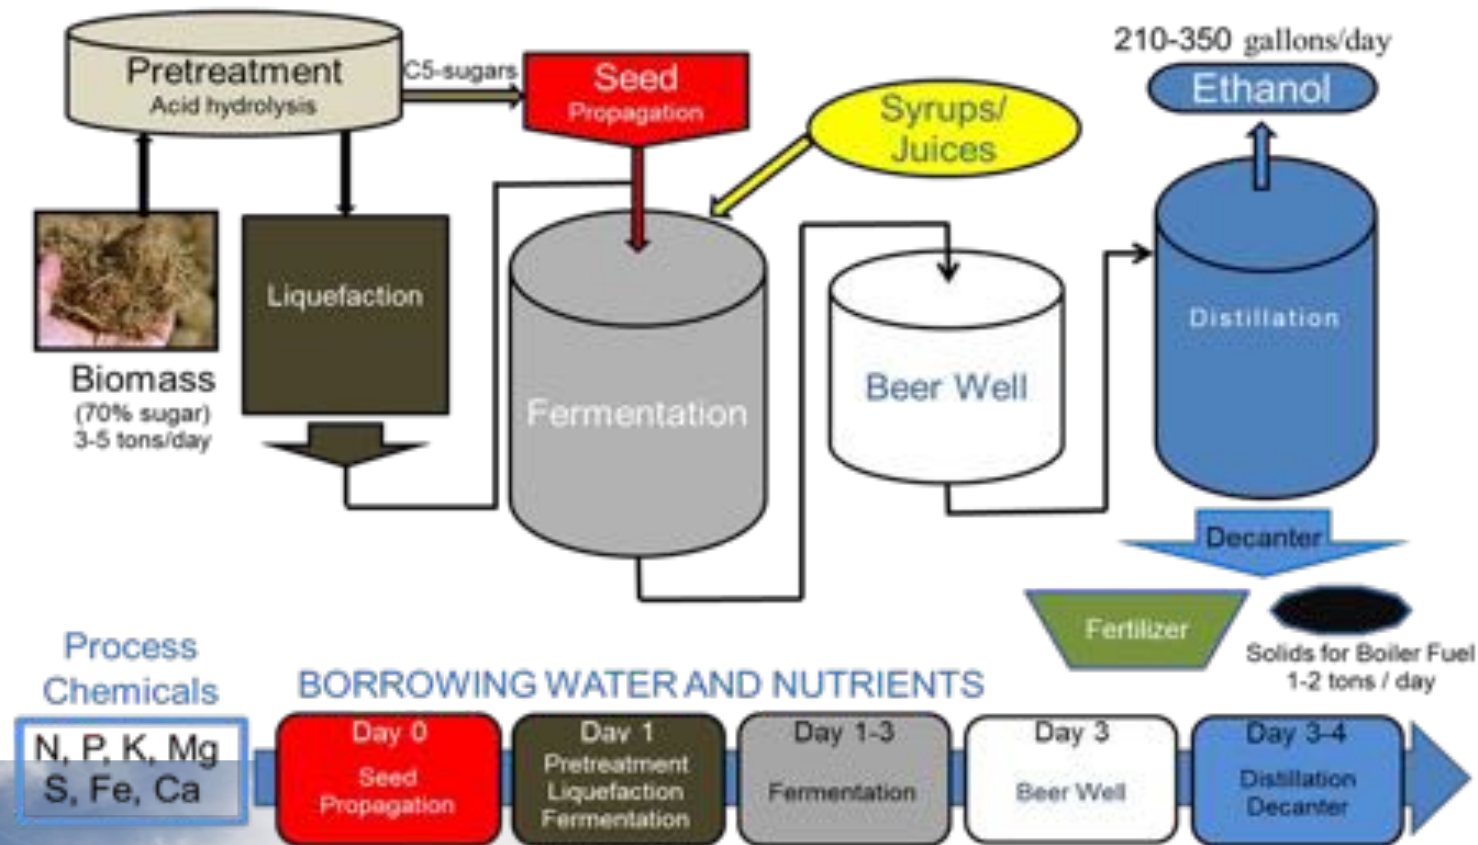 210-350 gallons/day
Ethanol
Pretreatment
Acid hydrolysis
C5-sugars
Seed
Propagation
Syrups/
Juices
Liquefaction
Distillation
Biomass
(70% sugar)
3-5 tons/day
Fermentation
Beer Well
Decanter
Fertilizer
Solids for Boiler Fuel
1-2 tons / day
Process
Chemicals
BORROWING WATER AND NUTRIENTS
N, P, K, Mg
S, Fe, Ca
Day 0
Seed
Propagation
Day 1
Pretreatment
Liquefaction
Fermentation
Day 1-3
Fermentation
Day 3
Beer Well
Day 3-4
Distillation
Decanter